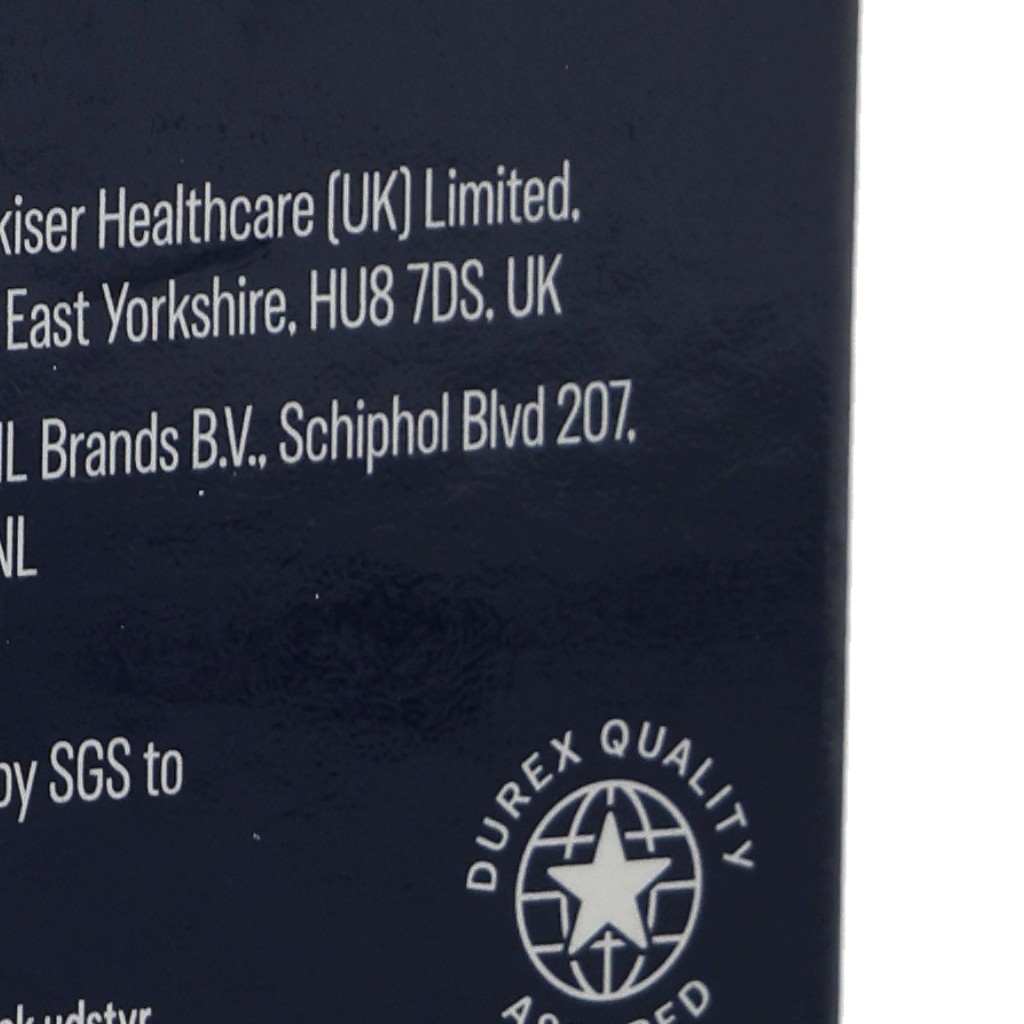 kiser Healthcare (UK) Limited,
East Yorkshire, HU8 7DS, UK
L Brands B.V., Schiphol Blvd 207,
NL
by SGS to
DUREX QUALITY
udstyr